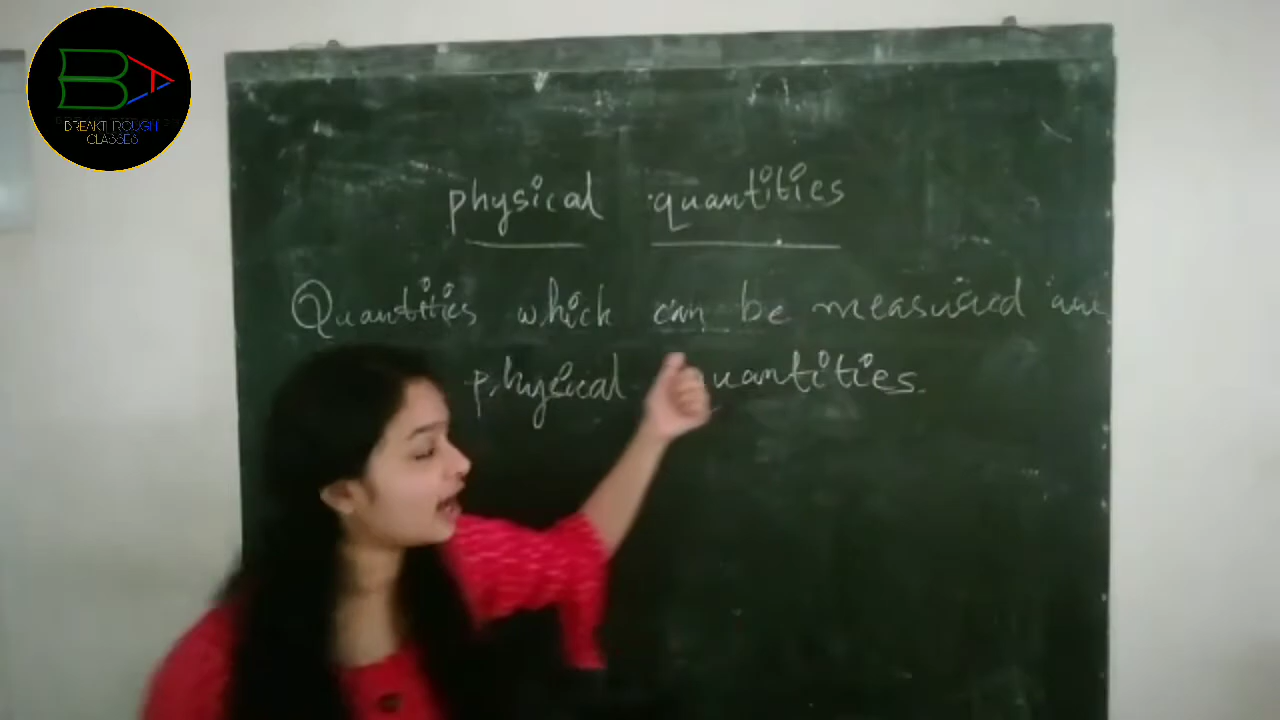 BREAKTHROUGH
CLASSES
physical quantities
Quantities which can be measured are
physical quantities.